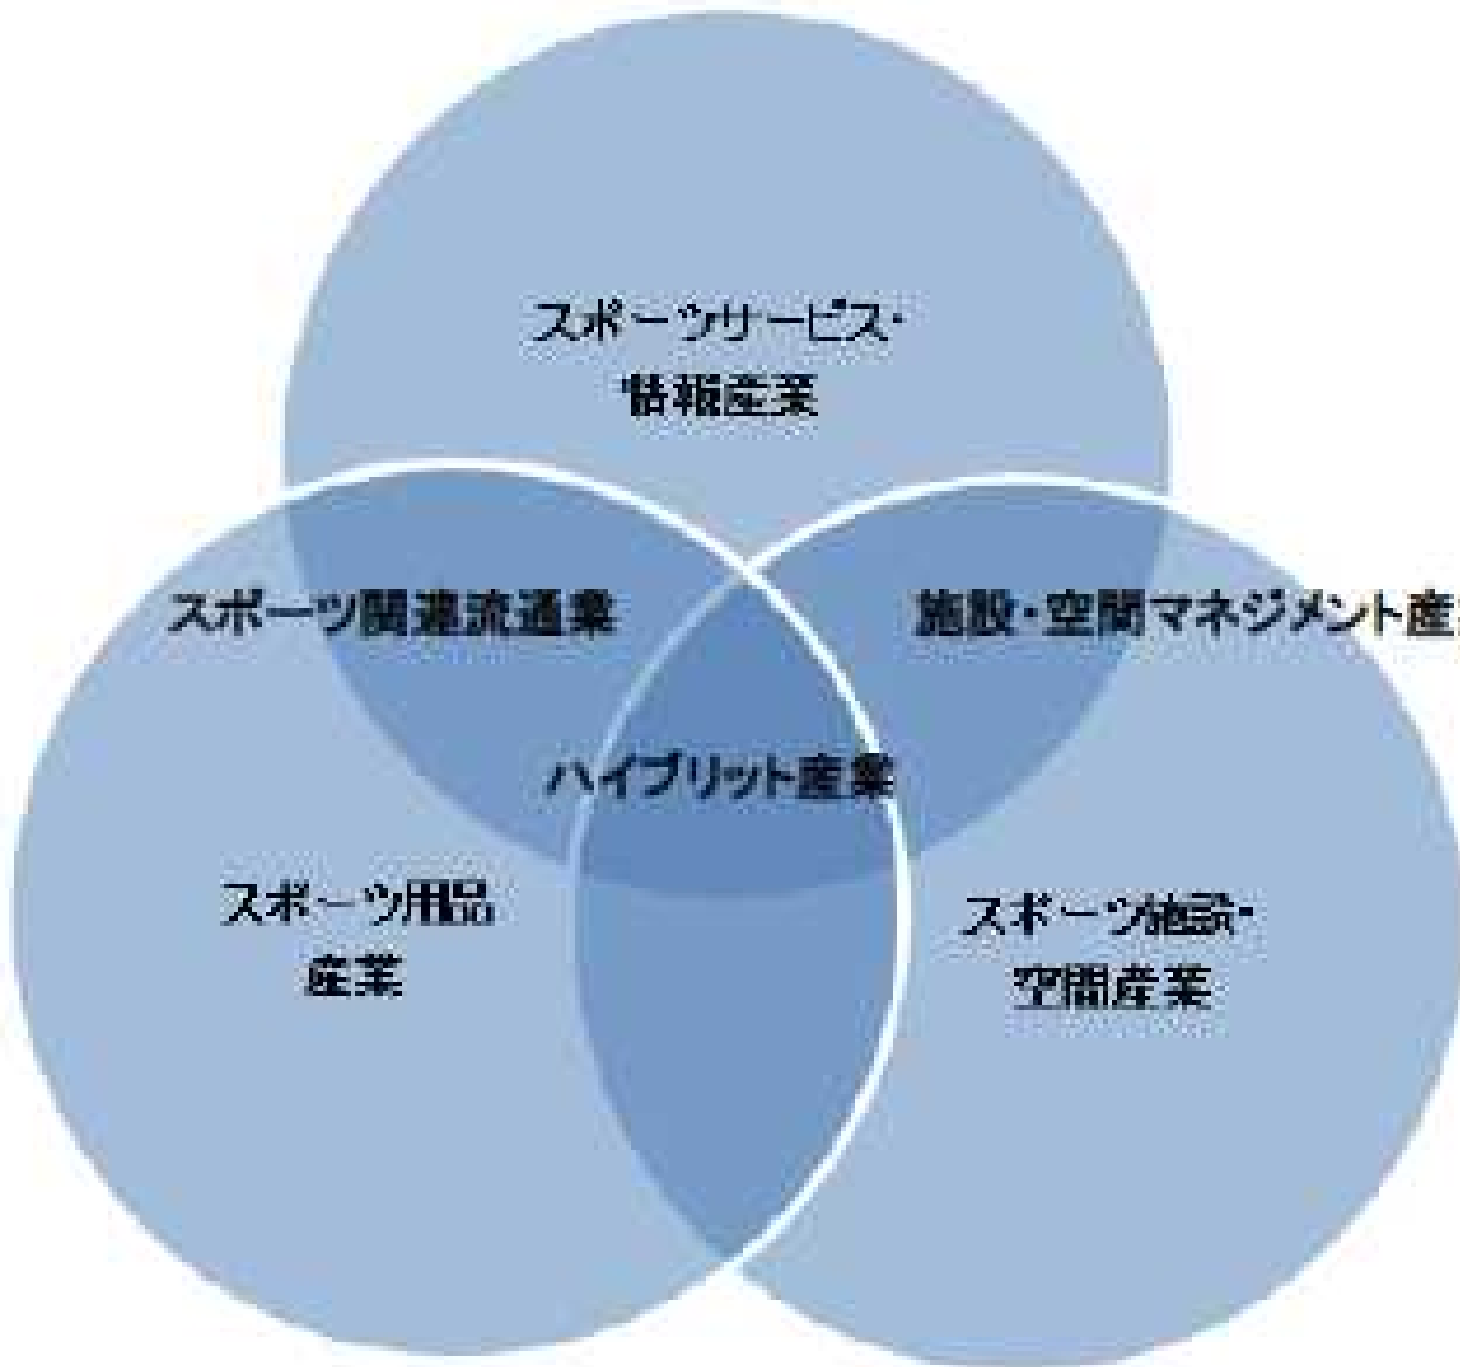 スポーツサービス・
情報産業
スポーツ関連流通業
施設・空間マネジメント産
ハイブリット産業
スポーツ用品
産業
スポーツ施設・
空間産業